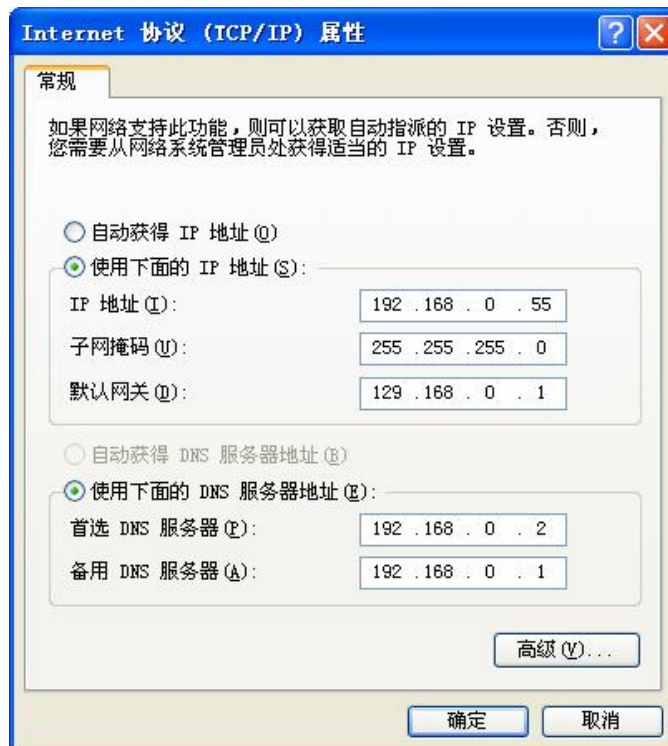 Internet 协议 (TCP/IP) 属性
常规
如果网络支持此功能，则可以获取自动指派的 IP 设置。否则，
您需要从网络系统管理员处获得适当的 IP 设置。
自动获得 IP 地址(O)
使用下面的 IP 地址(S):
IP 地址(I): 192 .168 . 0 . 55
子网掩码(U): 255 .255 .255 . 0
默认网关(D): 129 .168 . 0 . 1
自动获得 DNS 服务器地址(B)
使用下面的 DNS 服务器地址(E):
首选 DNS 服务器(P): 192 .168 . 0 . 2
备用 DNS 服务器(A): 192 .168 . 0 . 1
高级(V)...
确定 取消